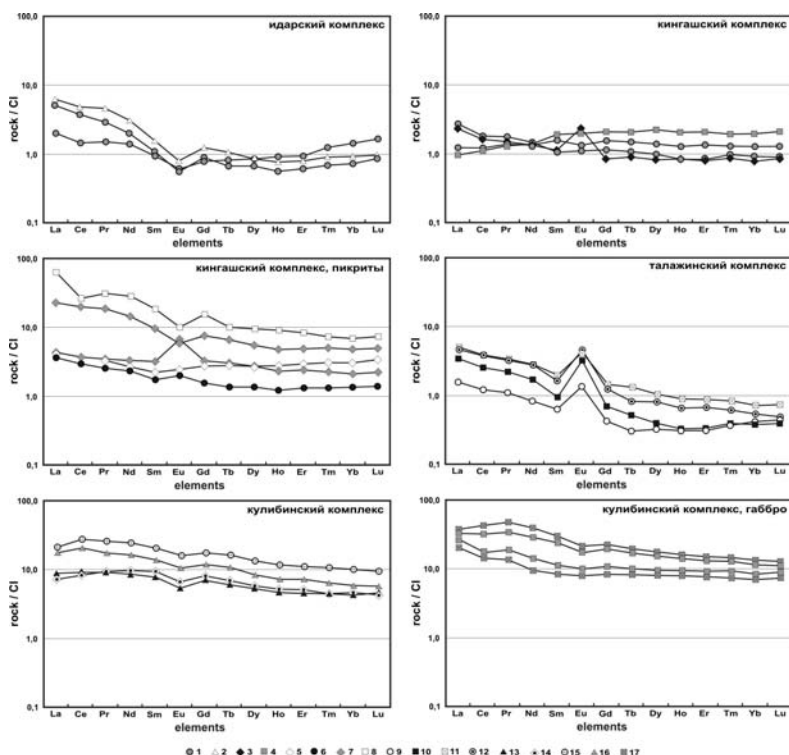 идарский комплекс
100,0
10,0
1,0
0,1
rock / CI
La Ce Pr Nd Sm Eu Gd Tb Dy Ho Er Tm Yb Lu
elements
кингашский комплекс
100,0
10,0
1,0
0,1
rock / CI
La Ce Pr Nd Sm Eu Gd Tb Dy Ho Er Tm Yb Lu
elements
кингашский комплекс, пикриты
100,0
10,0
1,0
0,1
rock / CI
La Ce Pr Nd Sm Eu Gd Tb Dy Ho Er Tm Yb Lu
elements
талажинский комплекс
100,0
10,0
1,0
0,1
rock / CI
La Ce Pr Nd Sm Eu Gd Tb Dy Ho Er Tm Yb Lu
elements
кулибинский комплекс
100,0
10,0
1,0
0,1
rock / CI
La Ce Pr Nd Sm Eu Gd Tb Dy Ho Er Tm Yb Lu
elements
кулибинский комплекс, габбро
100,0
10,0
1,0
0,1
rock / CI
La Ce Pr Nd Sm Eu Gd Tb Dy Ho Er Tm Yb Lu
elements
1 2 3 4 5 6 7 8 9 10 11 12 13 14 15 16 17